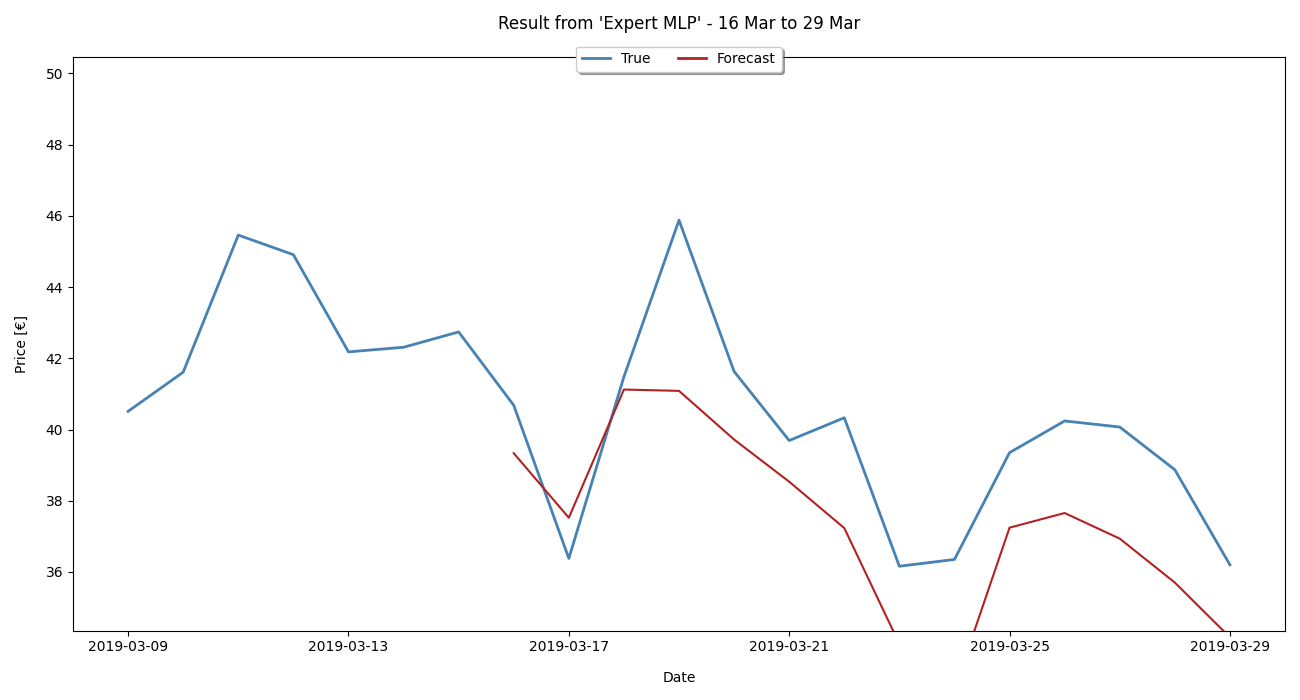 Result from 'Expert MLP' - 16 Mar to 29 Mar
True Forecast
50
48
46
44
42
40
38
36
Price [€]
2019-03-09 2019-03-13 2019-03-17 2019-03-21 2019-03-25 2019-03-29
Date